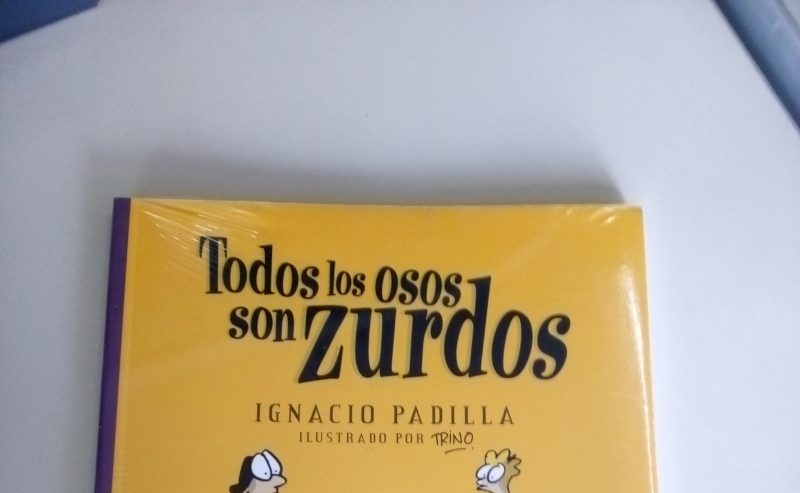 Todos los osos
son zurdos
IGNACIO PADILLA
ILUSTRADO POR TRINO